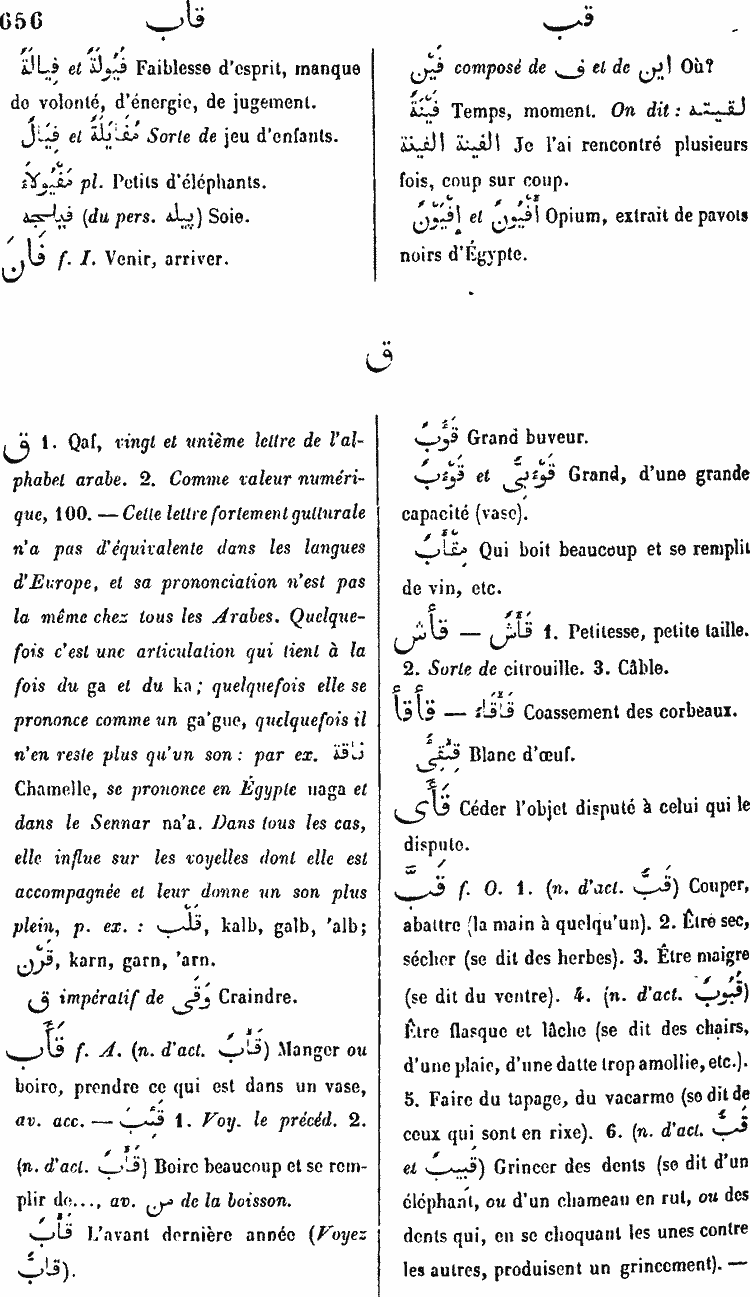 656
قاب
قب
فَيُولَةٌ et فِيَالَةٌ Faiblesse d'esprit, manque
de volonté, d'énergie, de jugement.
مُفَايَلَةٌ et فِيَالٌ Sorte de jeu d'enfants.
مَفْيُولَاءُ pl. Petits d'éléphants.
فيلجه (du pers. پيله) Soie.
فَانَ f. I. Venir, arriver.
فَيْنَ composé de ف et de اين Où?
فَيْنَةٌ Temps, moment. On dit : لقيته
الفينة الفينة Je l'ai rencontré plusieurs
fois, coup sur coup.
أَفْيُونٌ et إِفْيَوْنٌ Opium, extrait de pavots
noirs d'Égypte.
ق
ق 1. Qaf, vingt et unième lettre de l'al-
phabet arabe. 2. Comme valeur numéri-
que, 100. — Cette lettre fortement gutturale
n'a pas d'équivalente dans les langues
d'Europe, et sa prononciation n'est pas
la même chez tous les Arabes. Quelque-
fois c'est une articulation qui tient à la
fois du ga et du ka; quelquefois elle se
prononce comme un ga'gue, quelquefois il
n'en reste plus qu'un son : par ex. ناقة
Chamelle, se prononce en Égypte naga et
dans le Sennar na'a. Dans tous les cas,
elle influe sur les voyelles dont elle est
accompagnée et leur donne un son plus
plein, p. ex. : قَلْب, kalb, galb, 'alb;
قَرْن, karn, garn, 'arn.
ق impératif de وَقَى Craindre.
قَأَبَ f. A. (n. d'act. قَأْبٌ) Manger ou
boire, prendre ce qui est dans un vase,
av. acc. — قَئِبَ 1. Voy. le précéd. 2.
(n. d'act. قَأَبٌ) Boire beaucoup et se rem-
plir de..., av. من de la boisson.
قَأْبٌ L'avant dernière année (Voyez
قَابٌ).
قَؤُبٌ Grand buveur.
قَوْءَبٌ et قَوْءَبِىٌّ Grand, d'une grande
capacité (vase).
مِقْأَبٌ Qui boit beaucoup et se remplit
de vin, etc.
قأش — قَأْشٌ 1. Petitesse, petite taille.
2. Sorte de citrouille. 3. Câble.
قأقأ — قَأْقَاءٌ Coassement des corbeaux.
قِئْقِئٌ Blanc d'œuf.
قَأَى Céder l'objet disputé à celui qui le
dispute.
قَبَّ f. O. 1. (n. d'act. قَبٌّ) Couper,
abattre (la main à quelqu'un). 2. Être sec,
sécher (se dit des herbes). 3. Être maigre
(se dit du ventre). 4. (n. d'act. قُبُوبٌ)
Être flasque et lâche (se dit des chairs,
d'une plaie, d'une datte trop amollie, etc.).
5. Faire du tapage, du vacarme (se dit de
ceux qui sont en rixe). 6. (n. d'act. قَبٌّ
et قَبِيبٌ) Grincer des dents (se dit d'un
éléphant, ou d'un chameau en rut, ou des
dents qui, en se choquant les unes contre
les autres, produisent un grincement). —